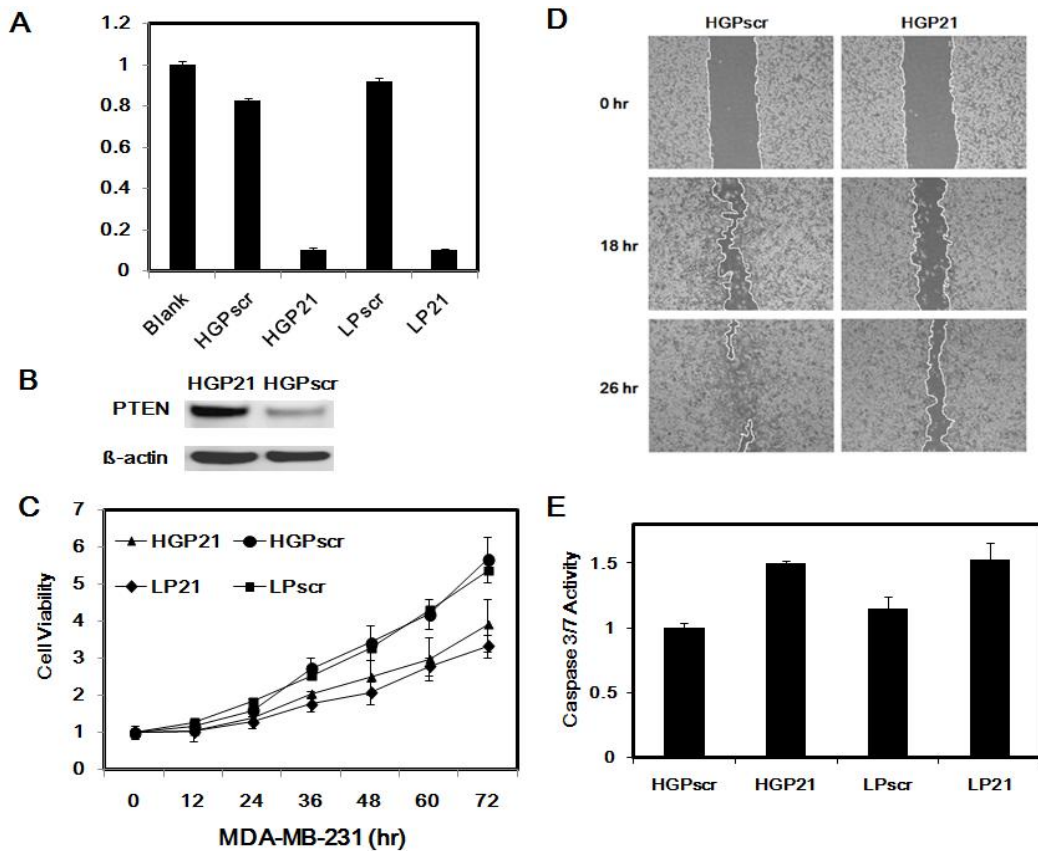 A
1.2
1
0.8
0.6
0.4
0.2
0
Blank
HGPscr
HGP21
LPscr
LP21
B
HGP21 HGPscr
PTEN
ß-actin
C
7
6
5
4
3
2
1
0
Cell Viability
HGP21 HGPscr
LP21 LPscr
0 12 24 36 48 60 72
MDA-MB-231 (hr)
D
HGPscr HGP21
0 hr
18 hr
26 hr
E
1.5
1
0.5
0
Caspase 3/7 Activity
HGPscr HGP21 LPscr LP21